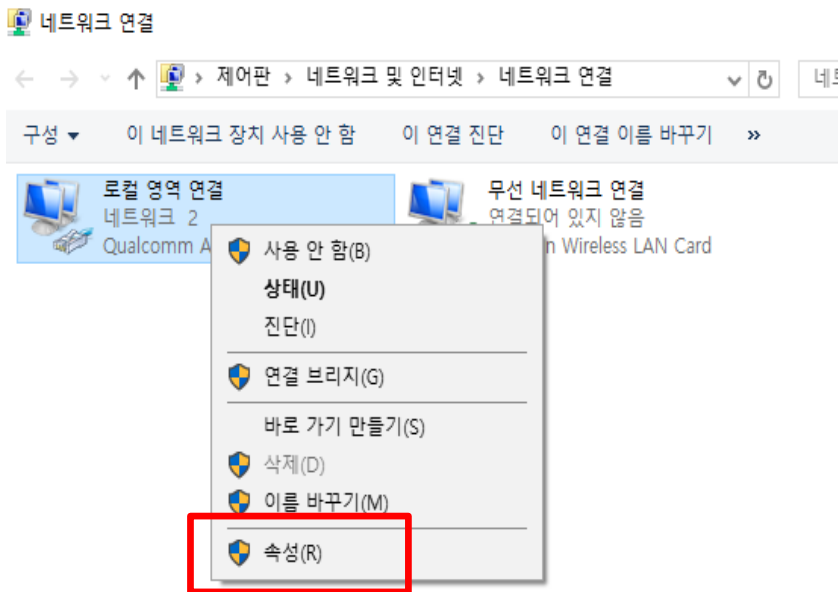 네트워크 연결
제어판 › 네트워크 및 인터넷 › 네트워크 연결
구성 이 네트워크 장치 사용 안 함 이 연결 진단 이 연결 이름 바꾸기 »
로컬 영역 연결
네트워크 2
Qualcomm A
무선 네트워크 연결
연결되어 있지 않음
n Wireless LAN Card
사용 안 함(B)
상태(U)
진단(I)
연결 브리지(G)
바로 가기 만들기(S)
삭제(D)
이름 바꾸기(M)
속성(R)